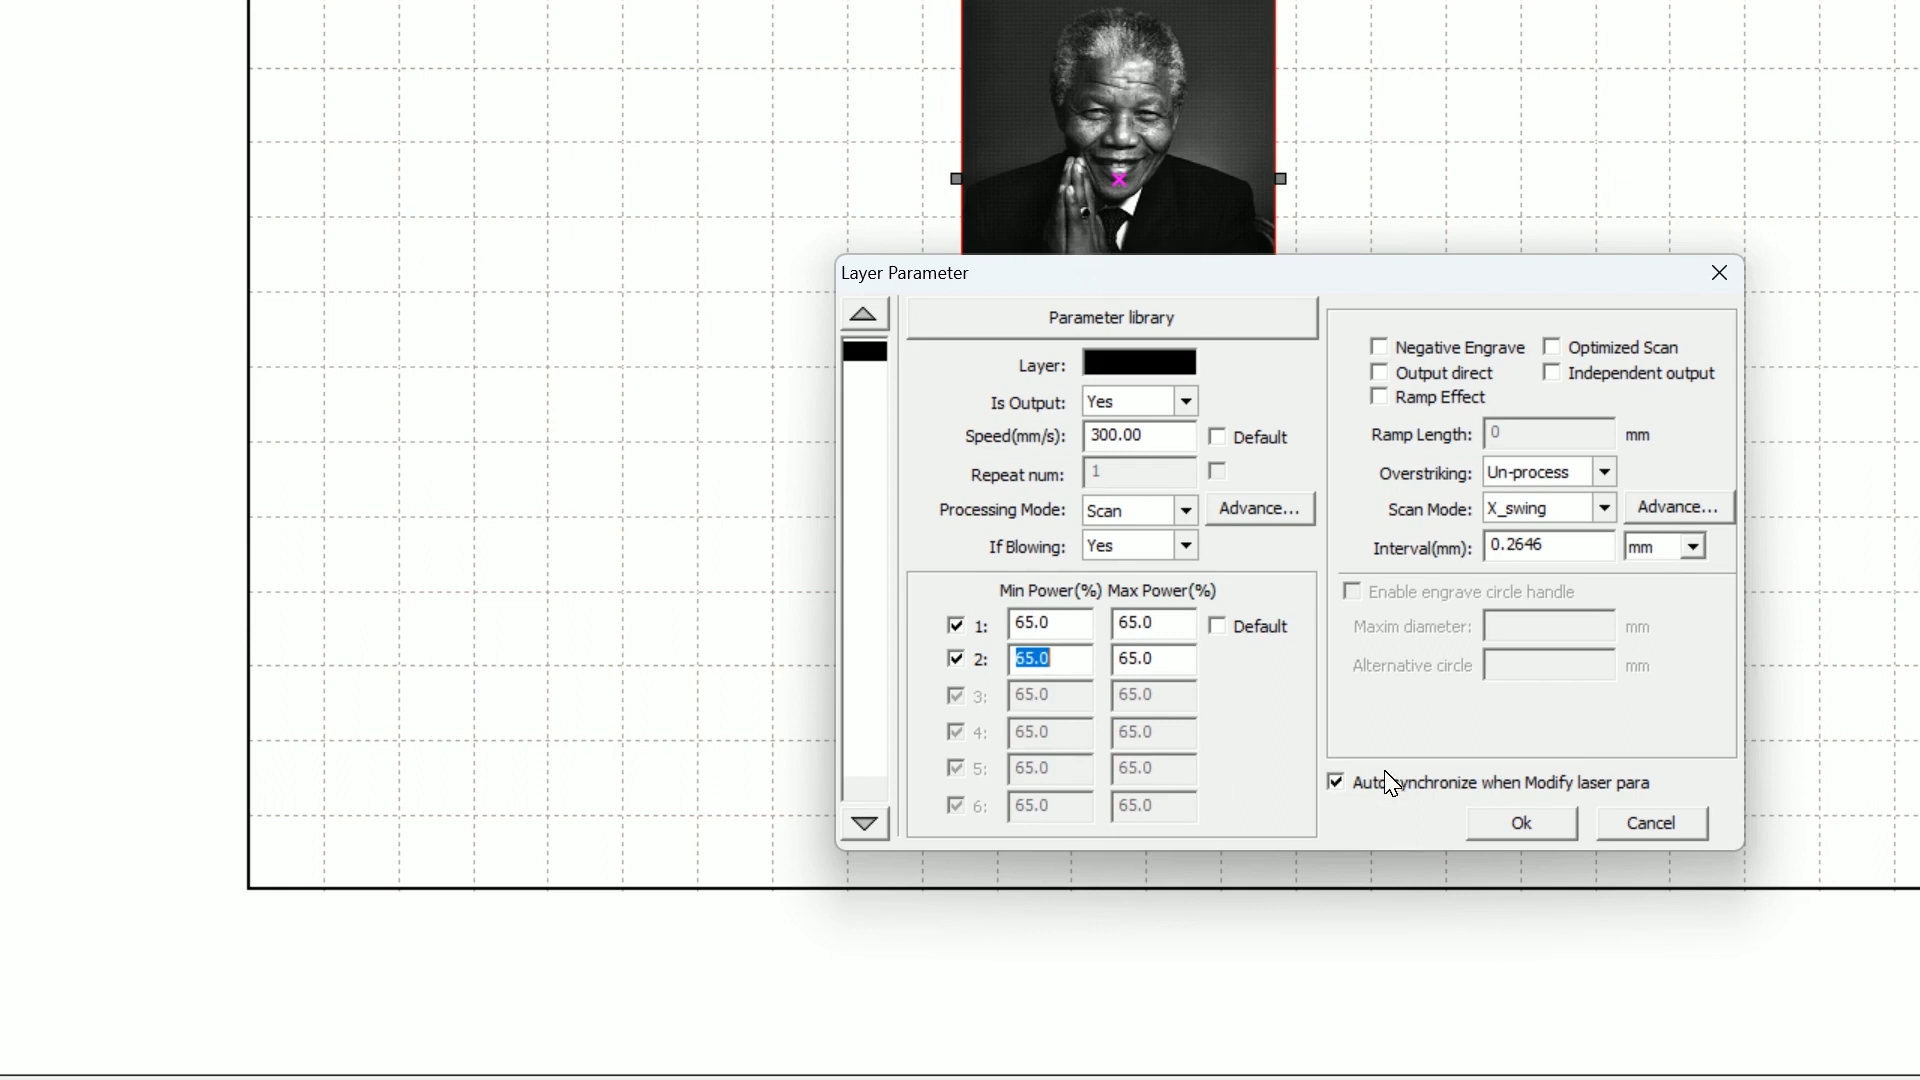 Layer Parameter
Parameter library
Layer:
Is Output: Yes
Speed(mm/s): 300.00 Default
Repeat num: 1
Processing Mode: Scan Advance...
If Blowing: Yes
Min Power(%) Max Power(%)
1: 65.0 65.0 Default
2: 65.0 65.0
3: 65.0 65.0
4: 65.0 65.0
5: 65.0 65.0
6: 65.0 65.0
Negative Engrave Optimized Scan
Output direct Independent output
Ramp Effect
Ramp Length: 0 mm
Overstriking: Un-process
Scan Mode: X_swing Advance...
Interval(mm): 0.2646 mm
Enable engrave circle handle
Maxim diameter: mm
Alternative circle mm
when Modify laser para
Ok Cancel